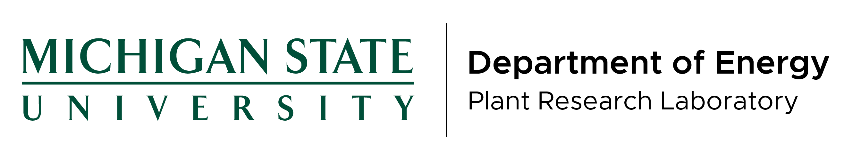 MICHIGAN STATE
UNIVERSITY
Department of Energy
Plant Research Laboratory